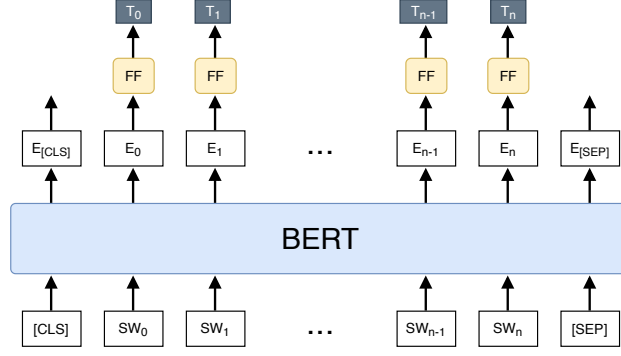 T0 T1 Tn-1 Tn
FF FF FF FF
E[CLS] E0 E1 ... En-1 En E[SEP]
BERT
[CLS] SW0 SW1 ... SWn-1 SWn [SEP]